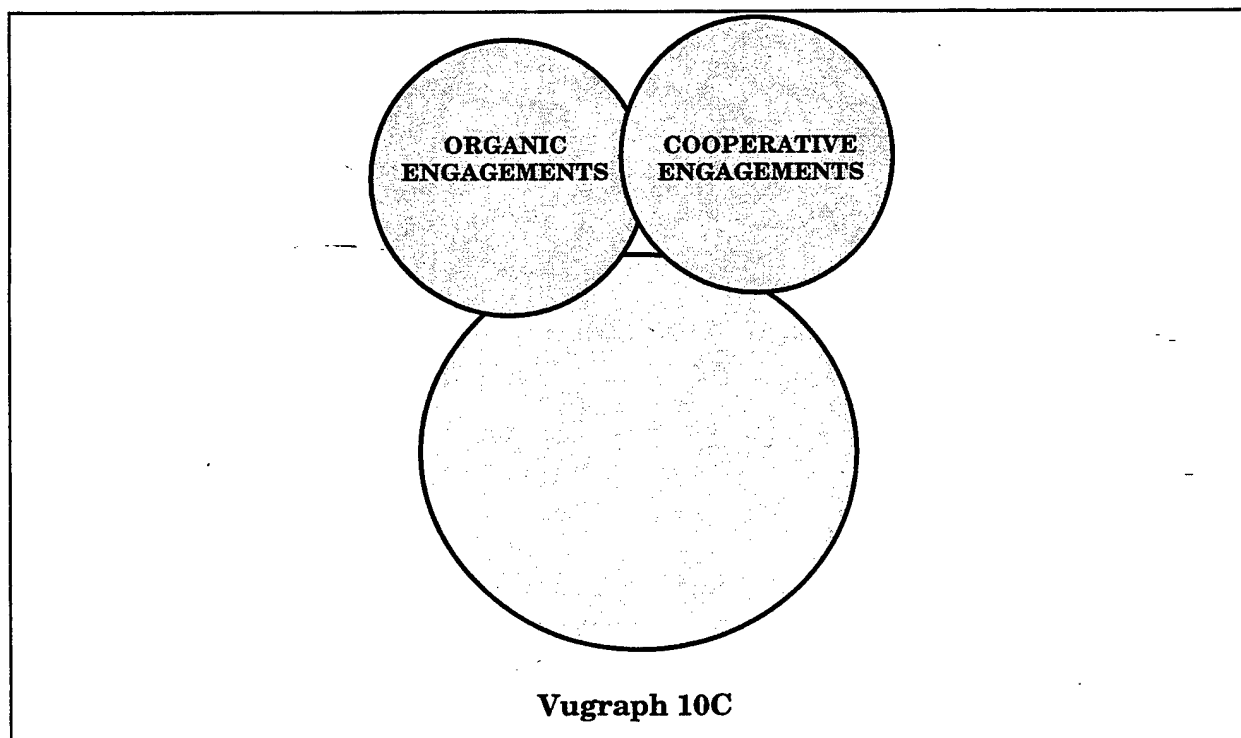 ORGANIC
ENGAGEMENTS
COOPERATIVE
ENGAGEMENTS
Vugraph 10C